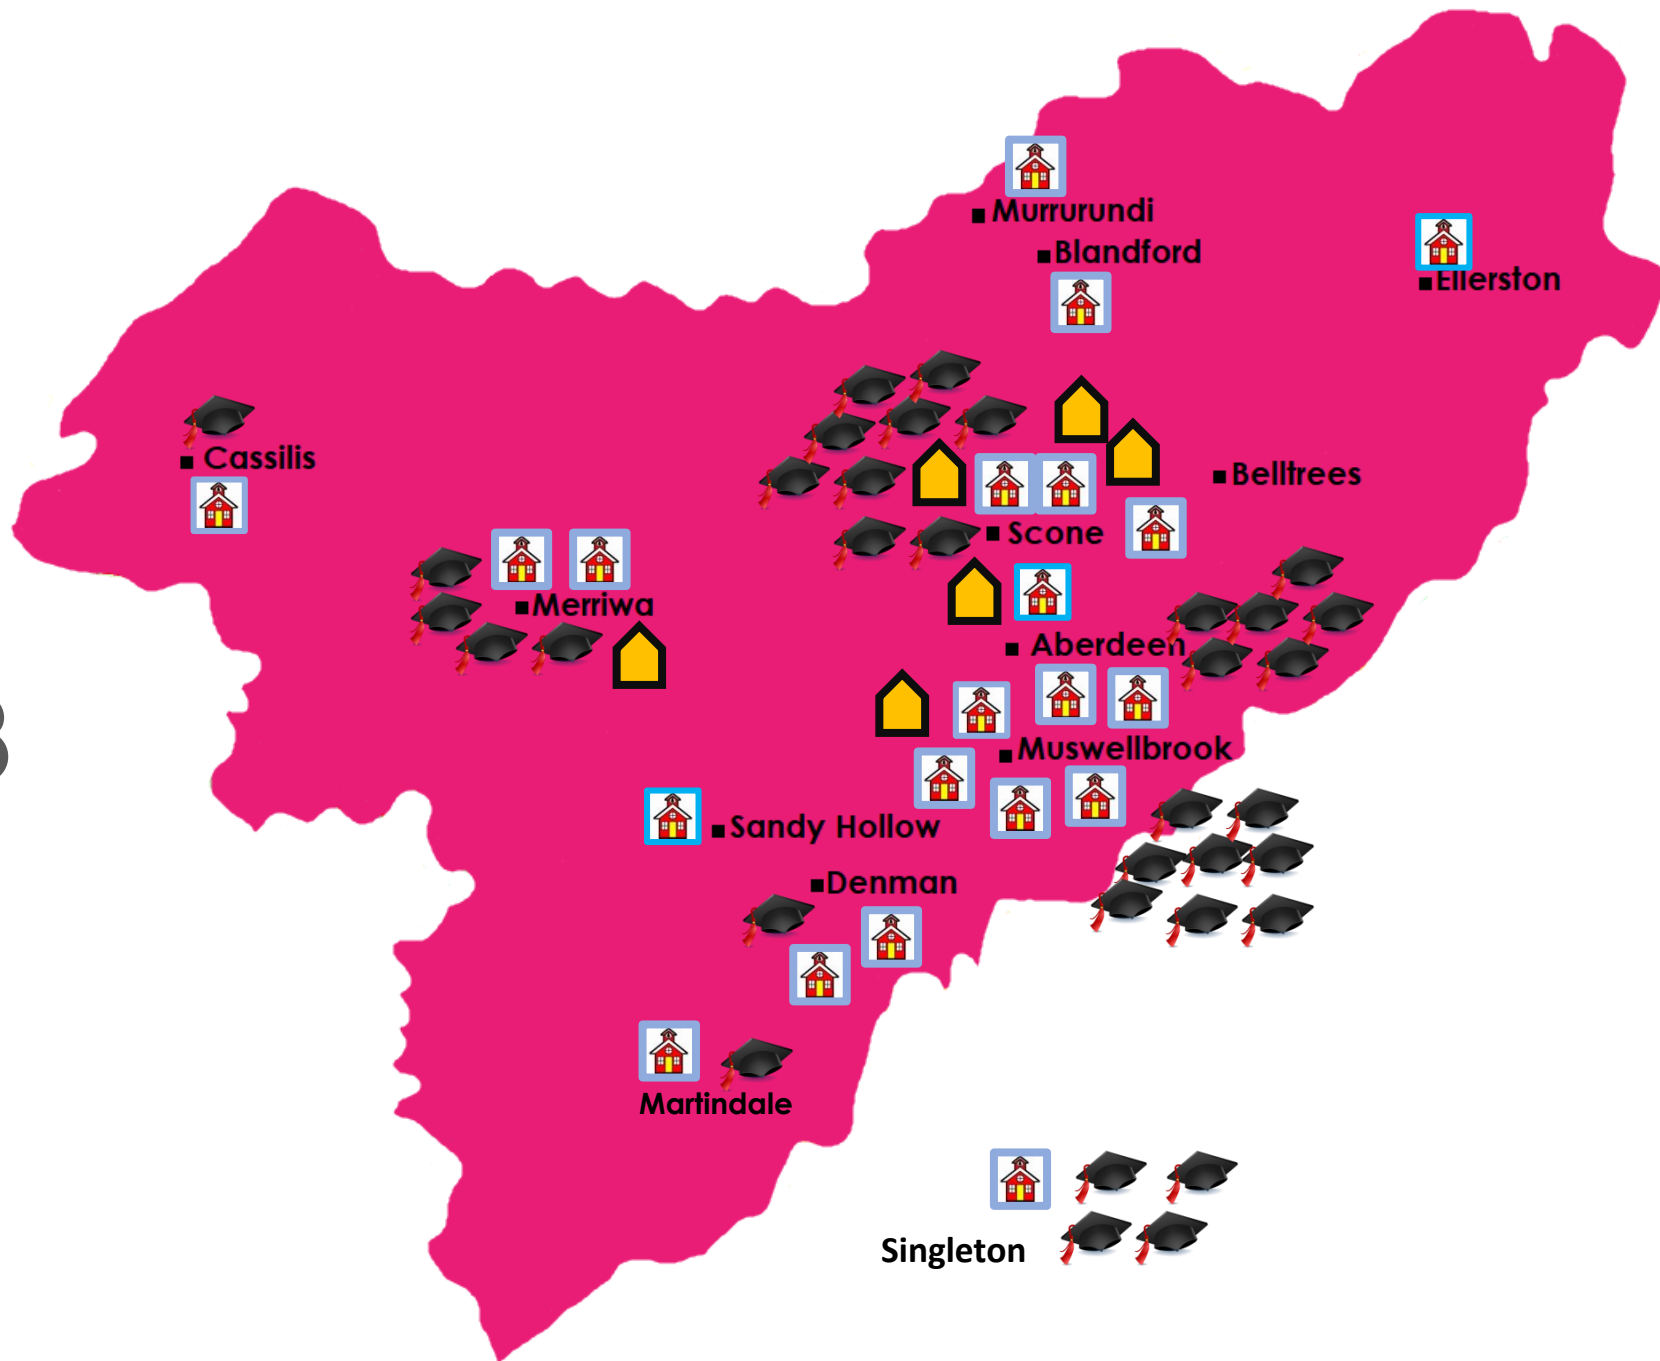 Murrurundi
Blandford
Ellerston
Cassilis
Belltrees
Scone
Merriwa
Aberdeen
Muswellbrook
Sandy Hollow
Denman
Martindale
Singleton